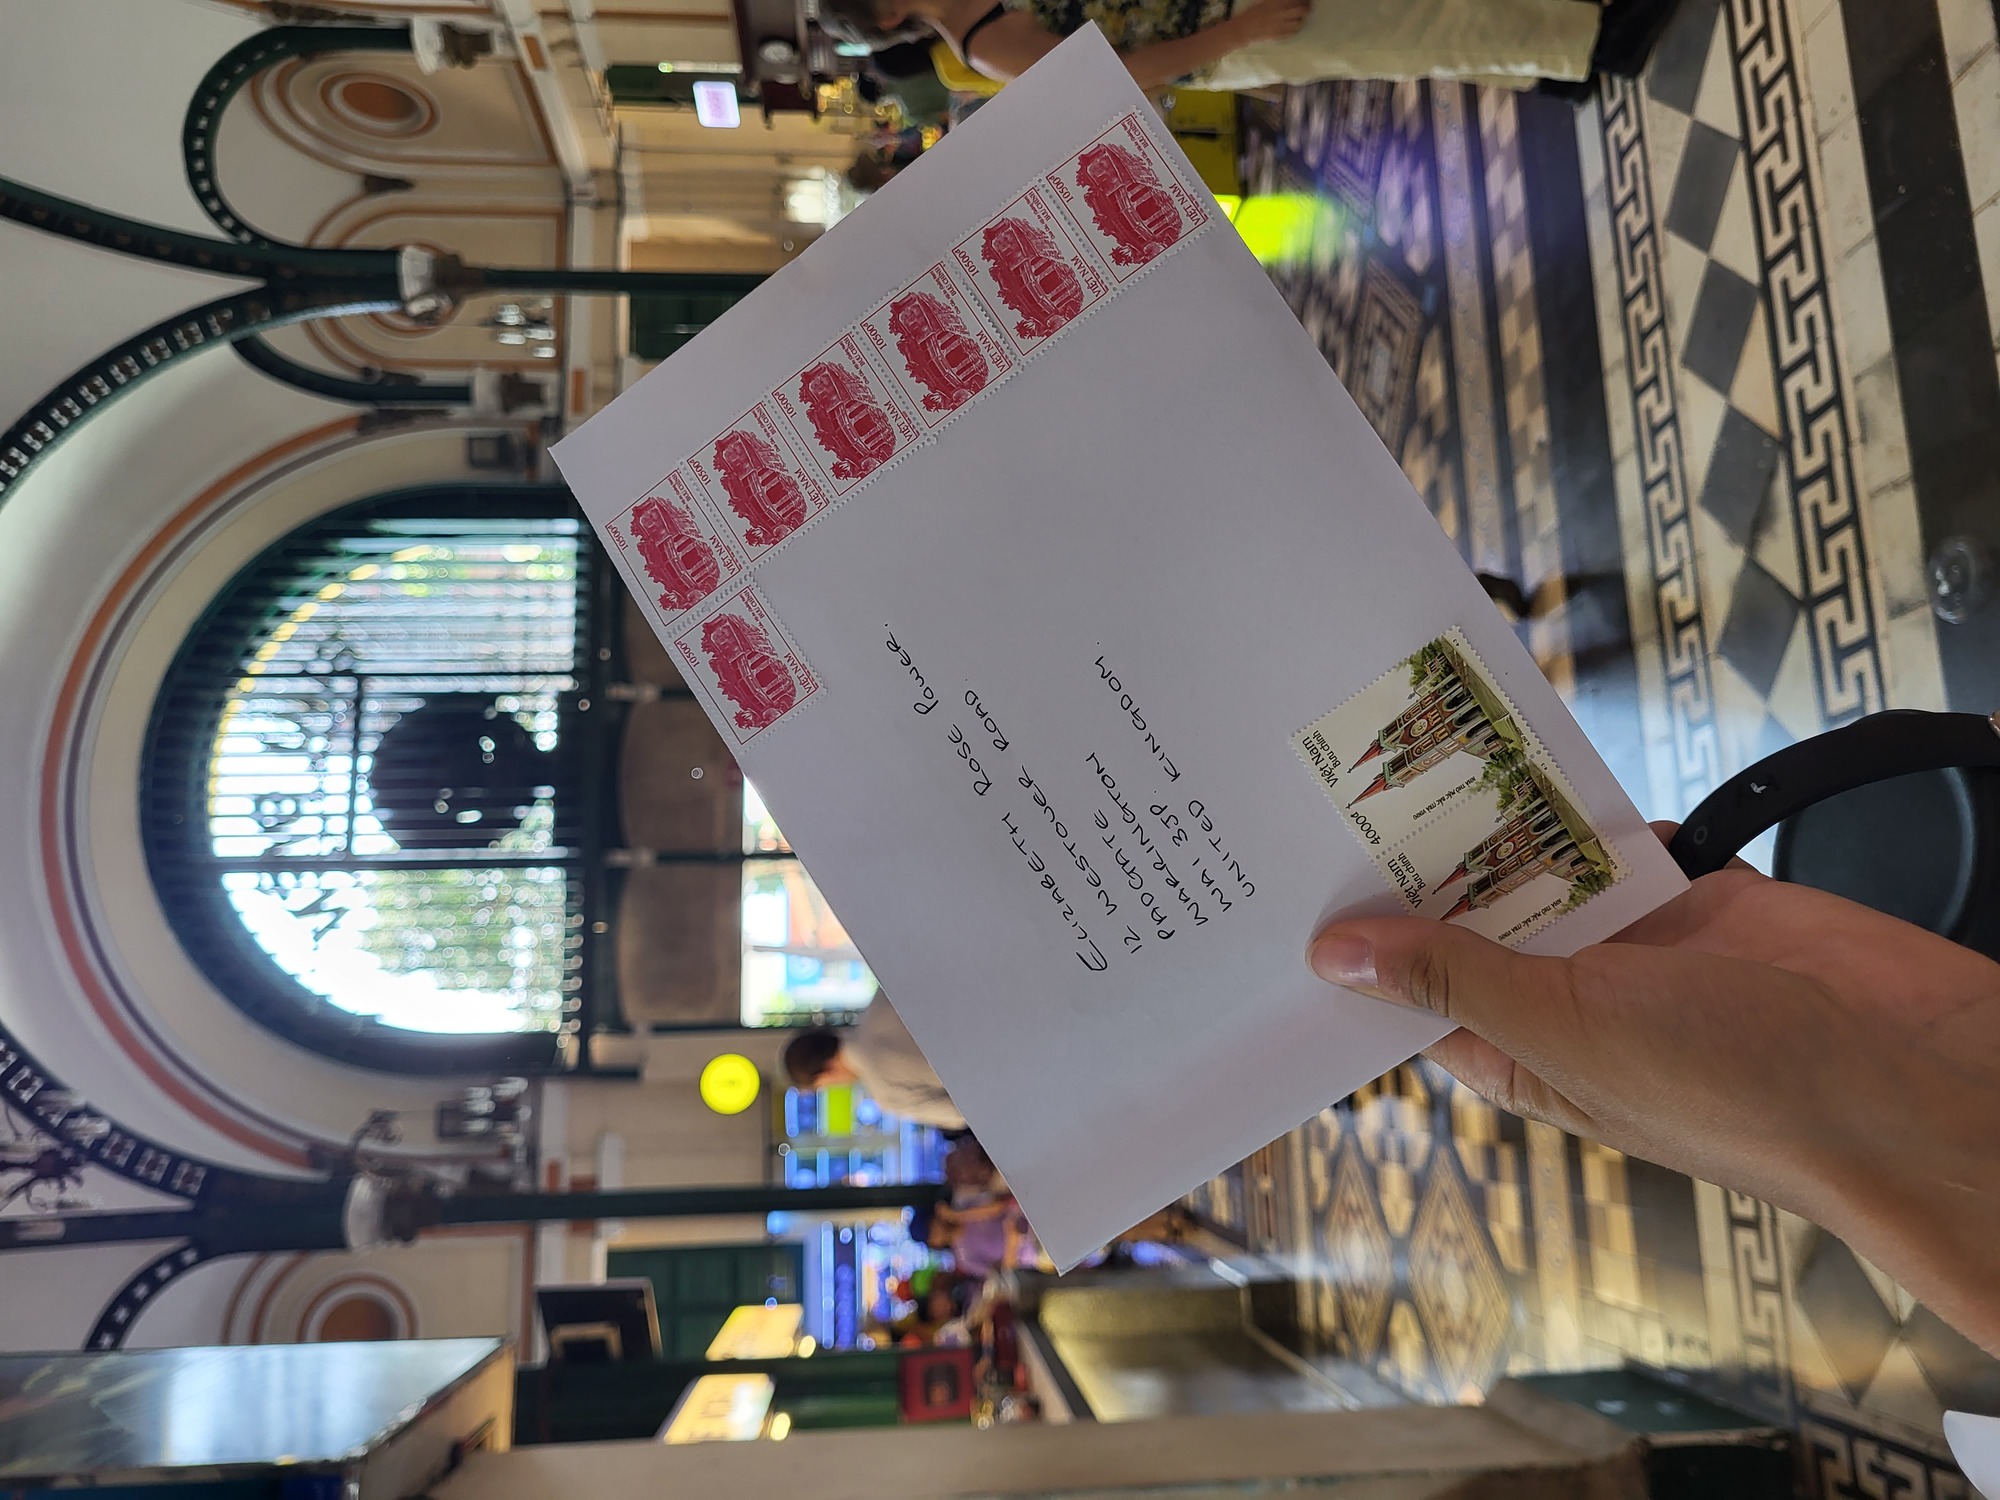 10500đ
VIỆT NAM
BƯU CHÍNH
10500đ
VIỆT NAM
BƯU CHÍNH
10500đ
VIỆT NAM
BƯU CHÍNH
10500đ
VIỆT NAM
BƯU CHÍNH
10500đ
VIỆT NAM
BƯU CHÍNH
10500đ
VIỆT NAM
BƯU CHÍNH
10500đ
VIỆT NAM
BƯU CHÍNH
ELIZABETH ROSE POWER.
12 WESTOVER ROAD.
PADGATE
WARRINGTON
WA1 3JP.
UNITED KINGDOM.
Việt Nam
Bưu chính
4000đ
Việt Nam
Bưu chính